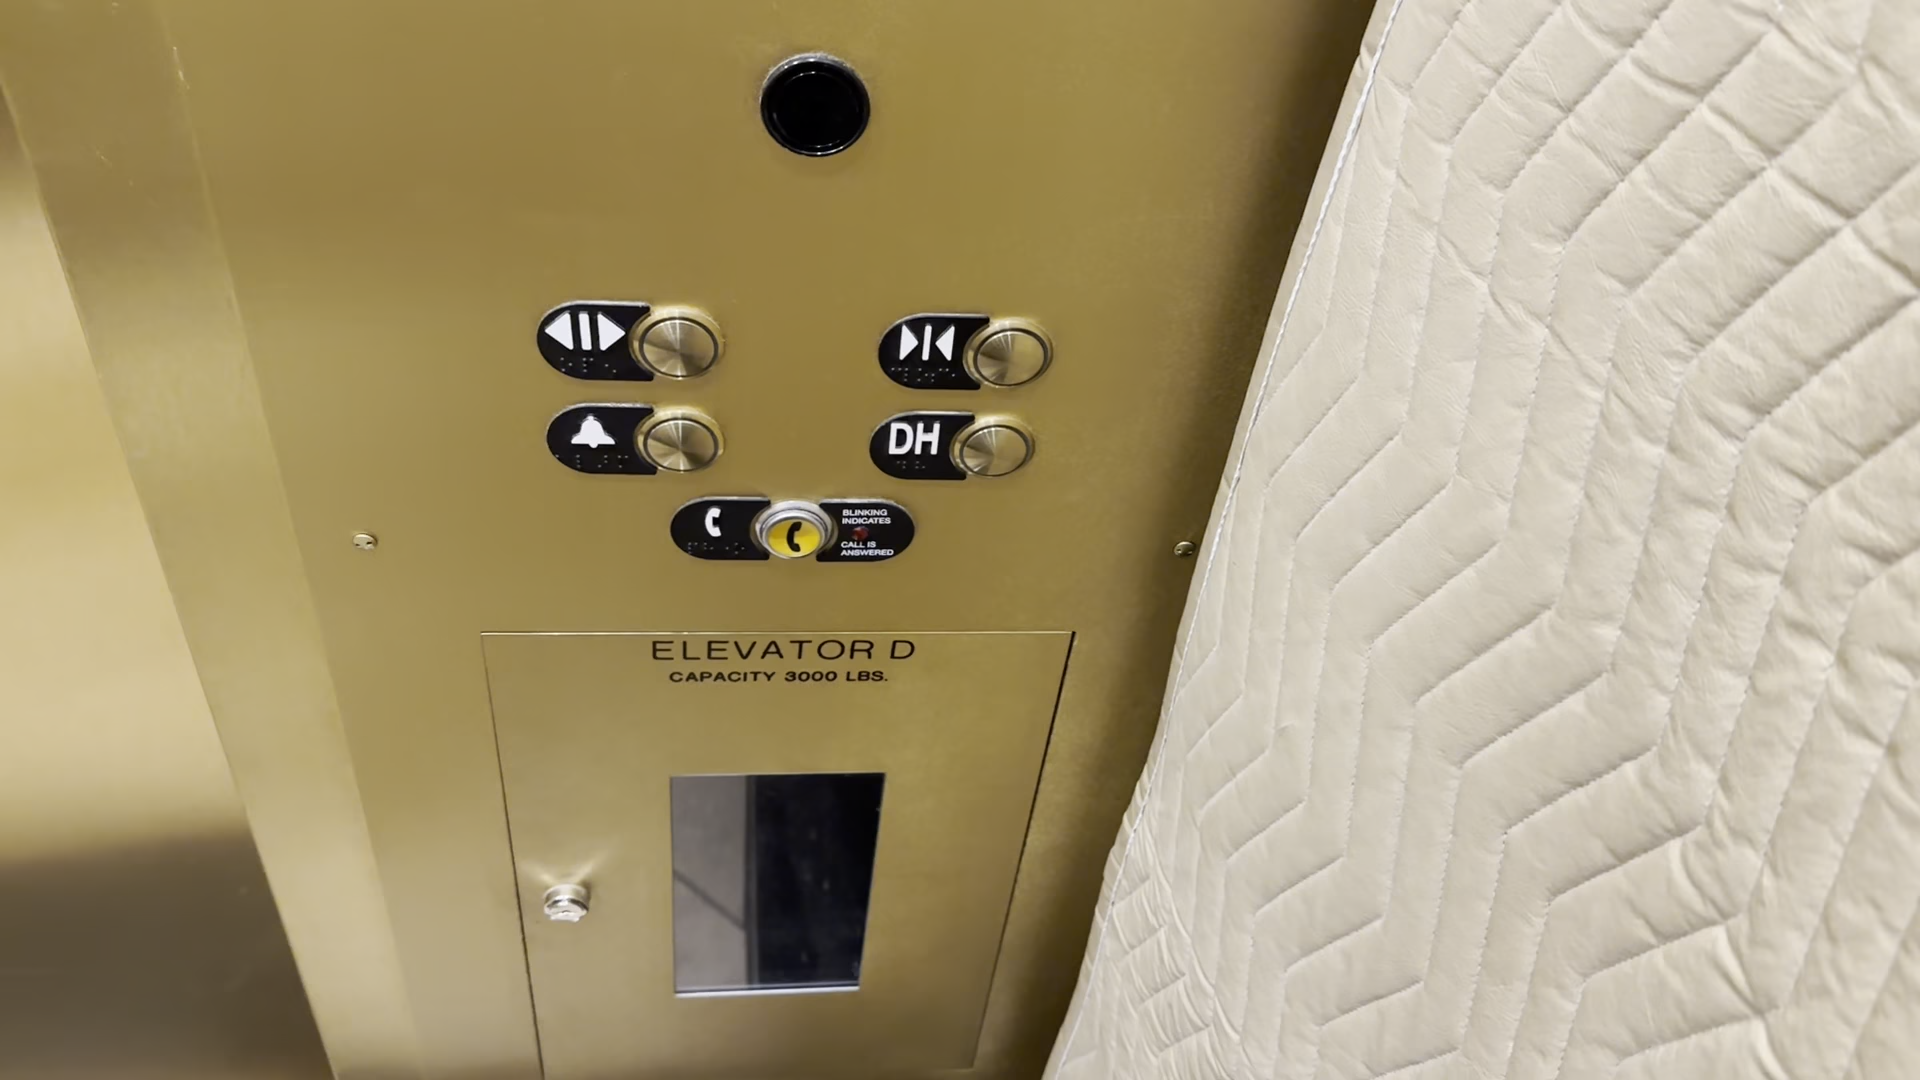 DH
BLINKING
INDICATES
CALL IS
ANSWERED
ELEVATOR D
CAPACITY 3000 LBS.